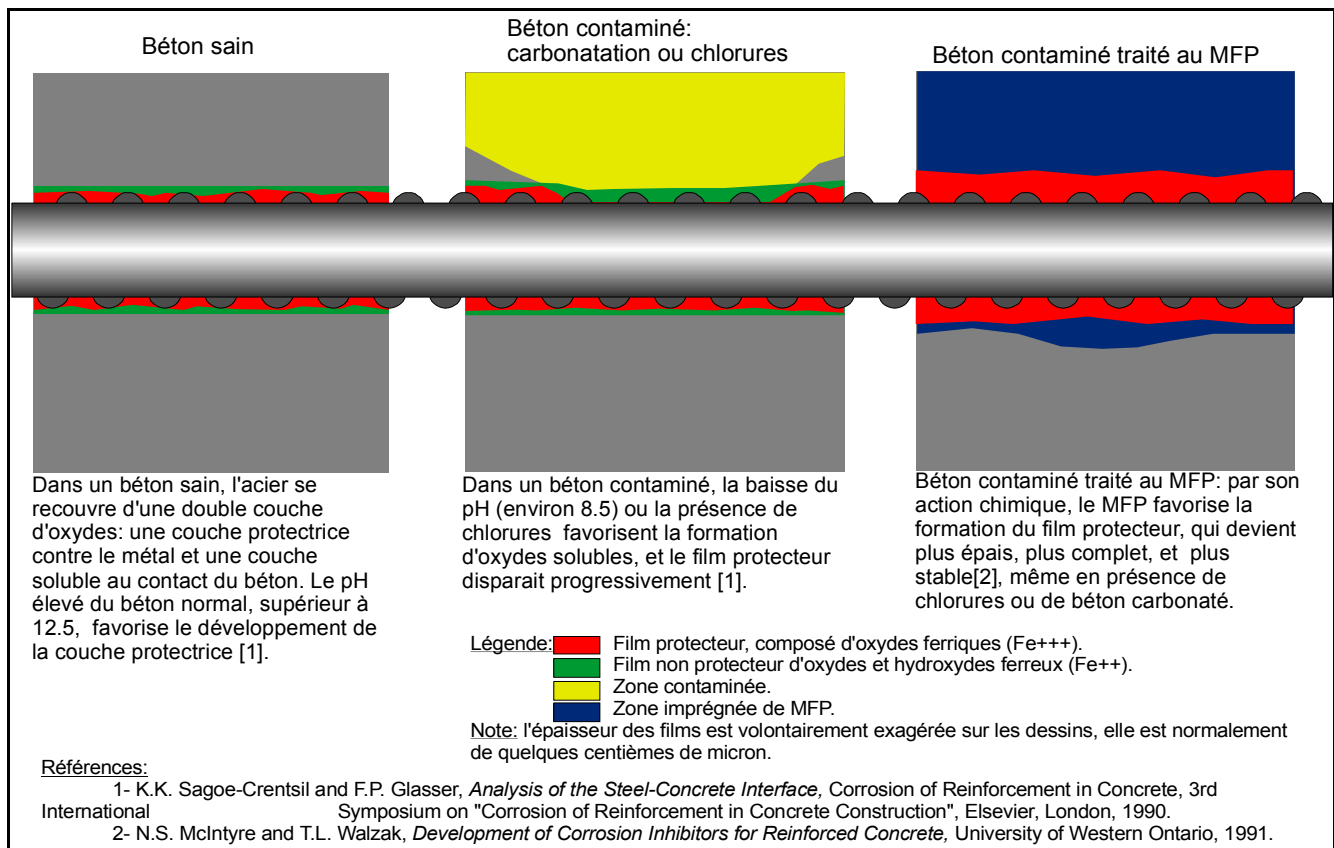 Béton sain
Béton contaminé:
carbonatation ou chlorures
Béton contaminé traité au MFP
Dans un béton sain, l'acier se
recouvre d'une double couche
d'oxydes: une couche protectrice
contre le métal et une couche
soluble au contact du béton. Le pH
élevé du béton normal, supérieur à
12.5, favorise le développement de
la couche protectrice [1].
Dans un béton contaminé, la baisse du
pH (environ 8.5) ou la présence de
chlorures favorisent la formation
d'oxydes solubles, et le film protecteur
disparait progressivement [1].
Béton contaminé traité au MFP: par son
action chimique, le MFP favorise la
formation du film protecteur, qui devient
plus épais, plus complet, et plus
stable[2], même en présence de
chlorures ou de béton carbonaté.
Légende: Film protecteur, composé d'oxydes ferriques (Fe+++).
Film non protecteur d'oxydes et hydroxydes ferreux (Fe++).
Zone contaminée.
Zone imprégnée de MFP.
Note: l'épaisseur des films est volontairement exagérée sur les dessins, elle est normalement
de quelques centièmes de micron.
Références:
1- K.K. Sagoe-Crentsil and F.P. Glasser, Analysis of the Steel-Concrete Interface, Corrosion of Reinforcement in Concrete, 3rd
International Symposium on "Corrosion of Reinforcement in Concrete Construction", Elsevier, London, 1990.
2- N.S. McIntyre and T.L. Walzak, Development of Corrosion Inhibitors for Reinforced Concrete, University of Western Ontario, 1991.